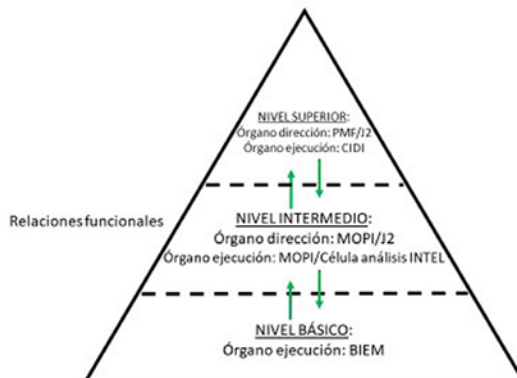 NIVEL SUPERIOR:
Órgano dirección: PMF/J2
Órgano ejecución: CIDI
Relaciones funcionales
NIVEL INTERMEDIO:
Órgano dirección: MOPI/J2
Órgano ejecución: MOPI/Célula análisis INTEL
NIVEL BÁSICO:
Órgano ejecución: BIEM